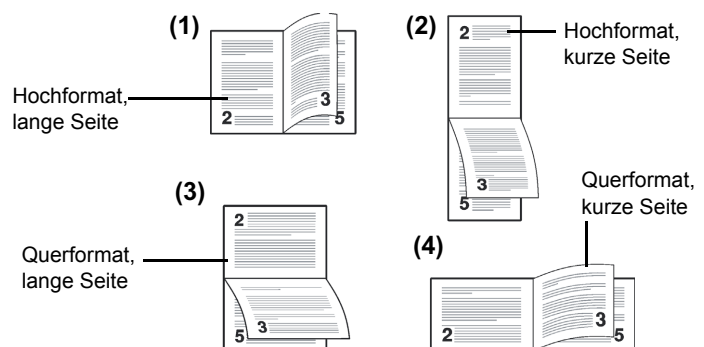 (1)
Hochformat,
lange Seite
2
3
5
(2)
Hochformat,
kurze Seite
2
3
5
(3)
Querformat,
lange Seite
2
3
5
Querformat,
kurze Seite
(4)
2
3
5